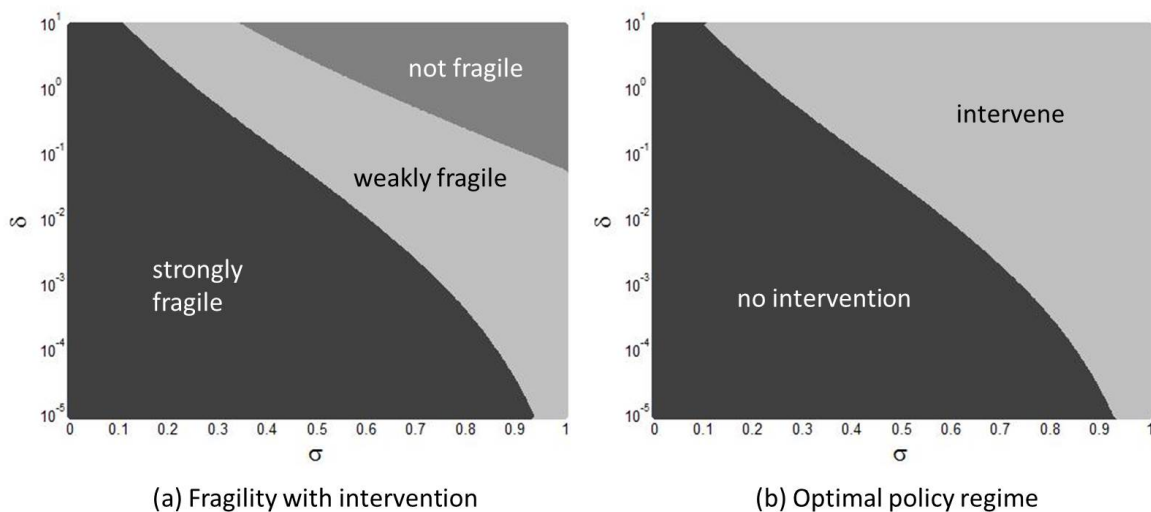 10^1
10^0
10^-1
10^-2
10^-3
10^-4
10^-5
δ
not fragile
weakly fragile
strongly
fragile
0 0.1 0.2 0.3 0.4 0.5 0.6 0.7 0.8 0.9 1
σ
(a) Fragility with intervention
10^1
10^0
10^-1
10^-2
10^-3
10^-4
10^-5
δ
intervene
no intervention
0 0.1 0.2 0.3 0.4 0.5 0.6 0.7 0.8 0.9 1
σ
(b) Optimal policy regime